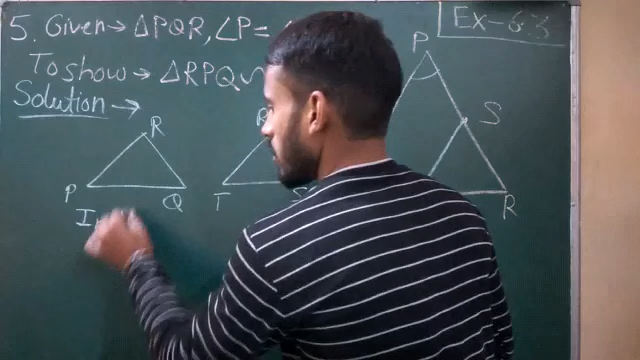 Ex-6.3
5. Given→ ΔPQR, ∠P=
To show → ΔRPQ~
Solution →
P
S
R
R
P
Q
T
S
R
I